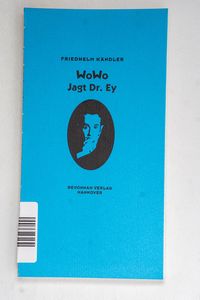 FRIEDHELM KÄNDLER
WoWo
Jagt Dr. Ey
REVONNAH VERLAG
HANNOVER